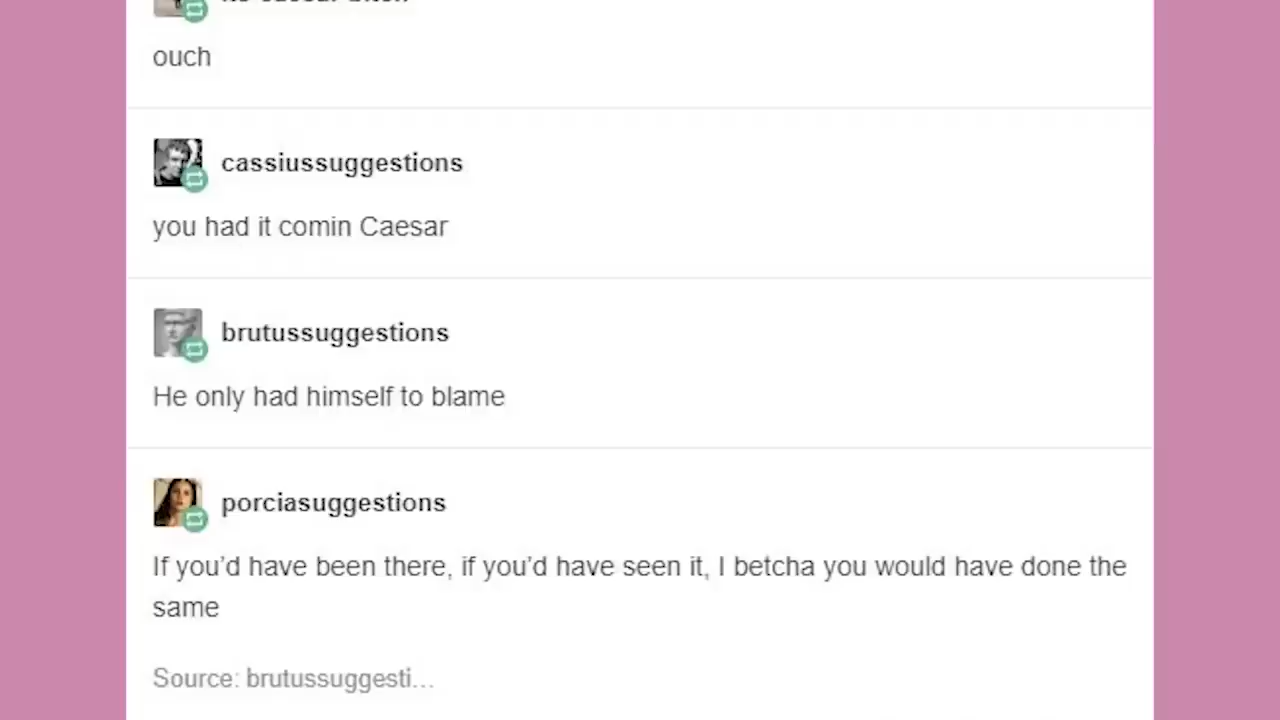 ouch
cassiussuggestions
you had it comin Caesar
brutussuggestions
He only had himself to blame
porciasuggestions
If you’d have been there, if you’d have seen it, I betcha you would have done the
same
Source: brutussuggesti…